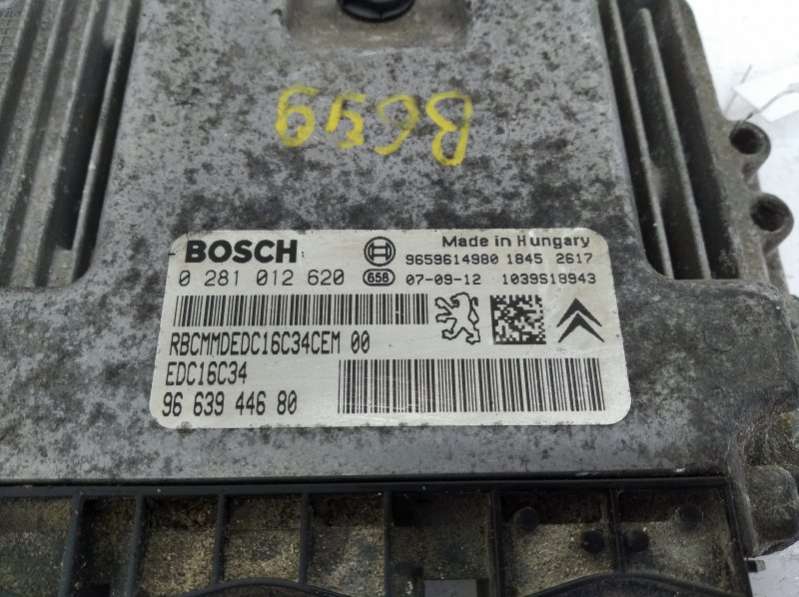 B699
BOSCH
Made in Hungary
9659614980 1845 2617
0 281 012 620 658 07-09-12 1039S18943
RBCMMDEDC16C34CEM 00
EDC16C34
96 639 446 80